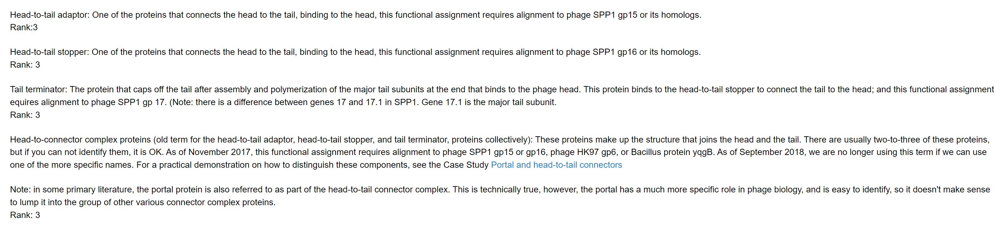 Head-to-tail adaptor: One of the proteins that connects the head to the tail, binding to the head, this functional assignment requires alignment to phage SPP1 gp15 or its homologs.
Rank:3
Head-to-tail stopper: One of the proteins that connects the head to the tail, binding to the head, this functional assignment requires alignment to phage SPP1 gp16 or its homologs.
Rank: 3
Tail terminator: The protein that caps off the tail after assembly and polymerization of the major tail subunits at the end that binds to the phage head. This protein binds to the head-to-tail stopper to connect the tail to the head; and this functional assignment
equires alignment to phage SPP1 gp 17. (Note: there is a difference between genes 17 and 17.1 in SPP1. Gene 17.1 is the major tail subunit.
Rank: 3
Head-to-connector complex proteins (old term for the head-to-tail adaptor, head-to-tail stopper, and tail terminator, proteins collectively): These proteins make up the structure that joins the head and the tail. There are usually two-to-three of these proteins,
but if you can not identify them, it is OK. As of November 2017, this functional assignment requires alignment to phage SPP1 gp15 or gp16, phage HK97 gp6, or Bacillus protein yqgB. As of September 2018, we are no longer using this term if we can use
one of the more specific names. For a practical demonstration on how to distinguish these components, see the Case Study Portal and head-to-tail connectors
Note: in some primary literature, the portal protein is also referred to as part of the head-to-tail connector complex. This is technically true, however, the portal has a much more specific role in phage biology, and is easy to identify, so it doesn't make sense
to lump it into the group of other various connector complex proteins.
Rank: 3